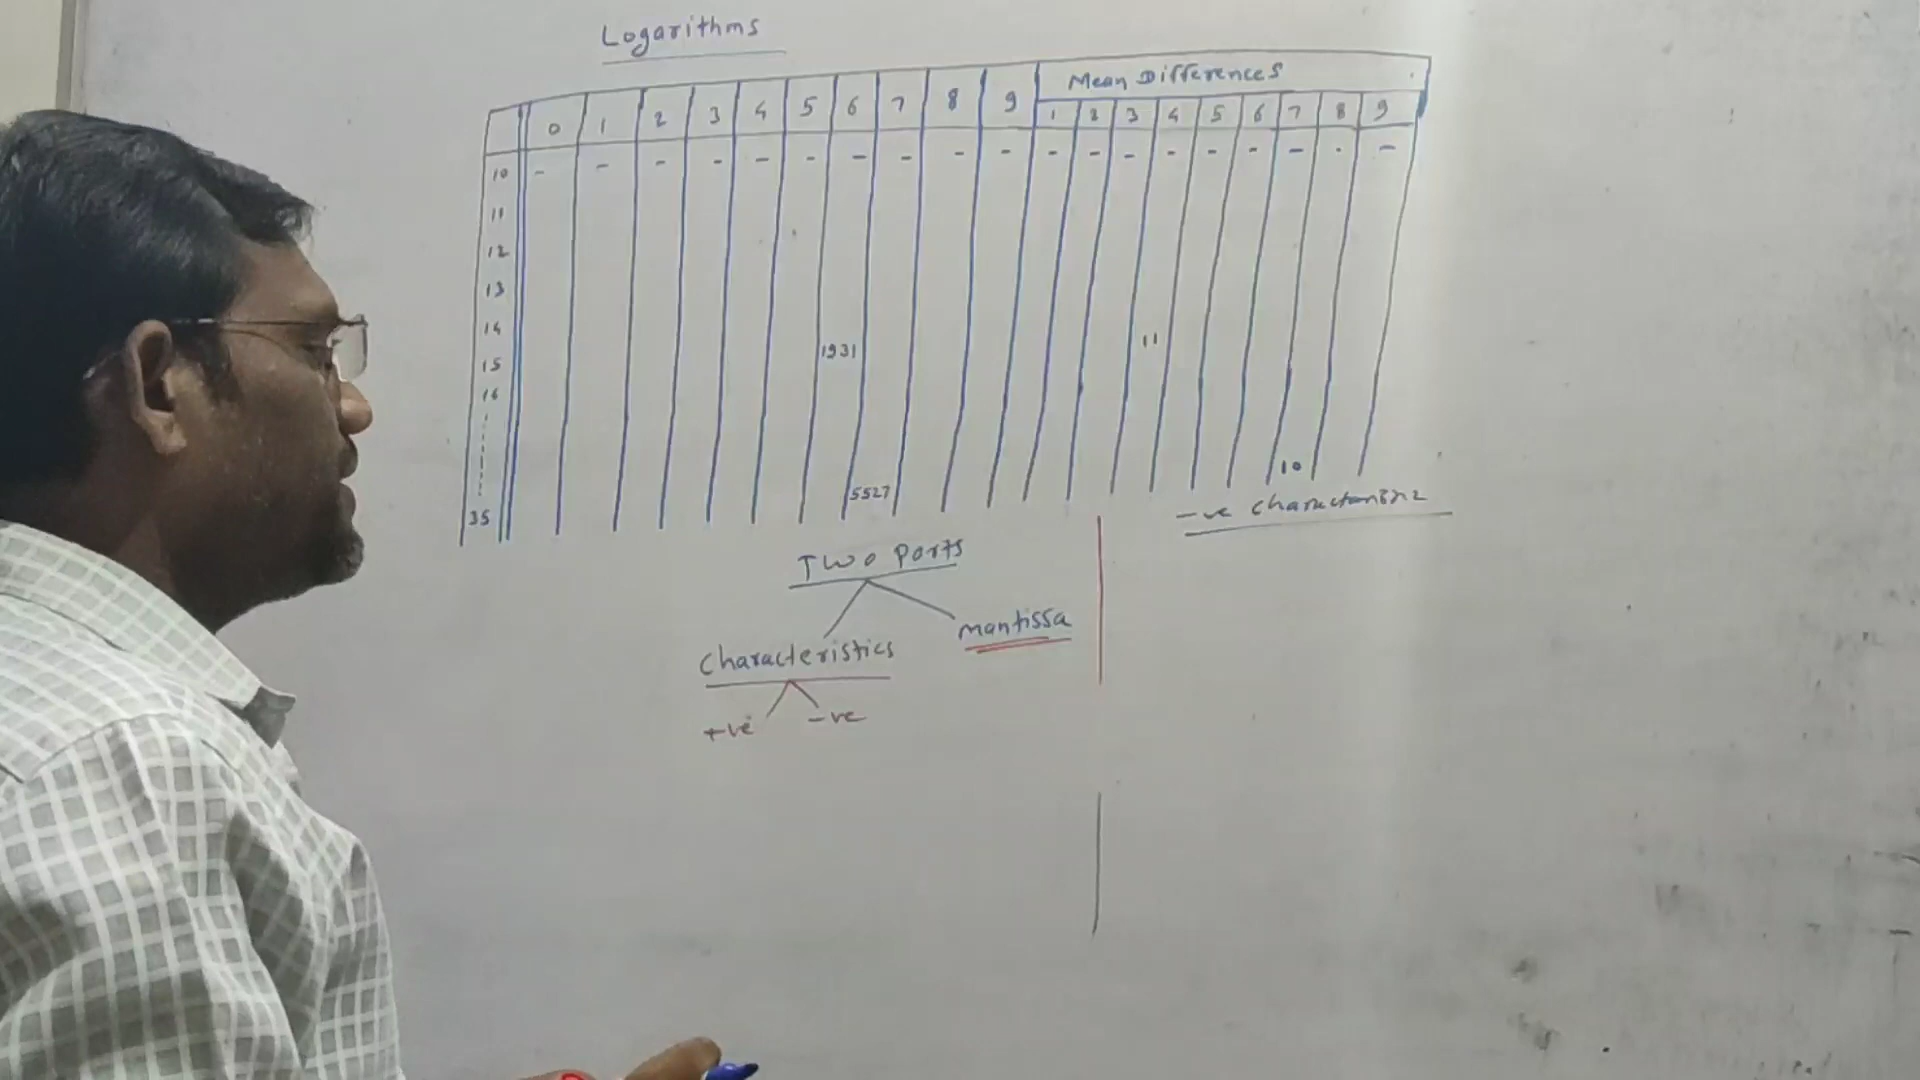 Logarithms
Mean Differences
0 1 2 3 4 5 6 7 8 9 1 2 3 4 5 6 7 8 9
10 - - - - - - - - - - - - - - - - - - -
11
12
13
14
15 1931 11
16
35 5527 10
-ve
Two Parts
Characteristics mantissa
+ve -ve